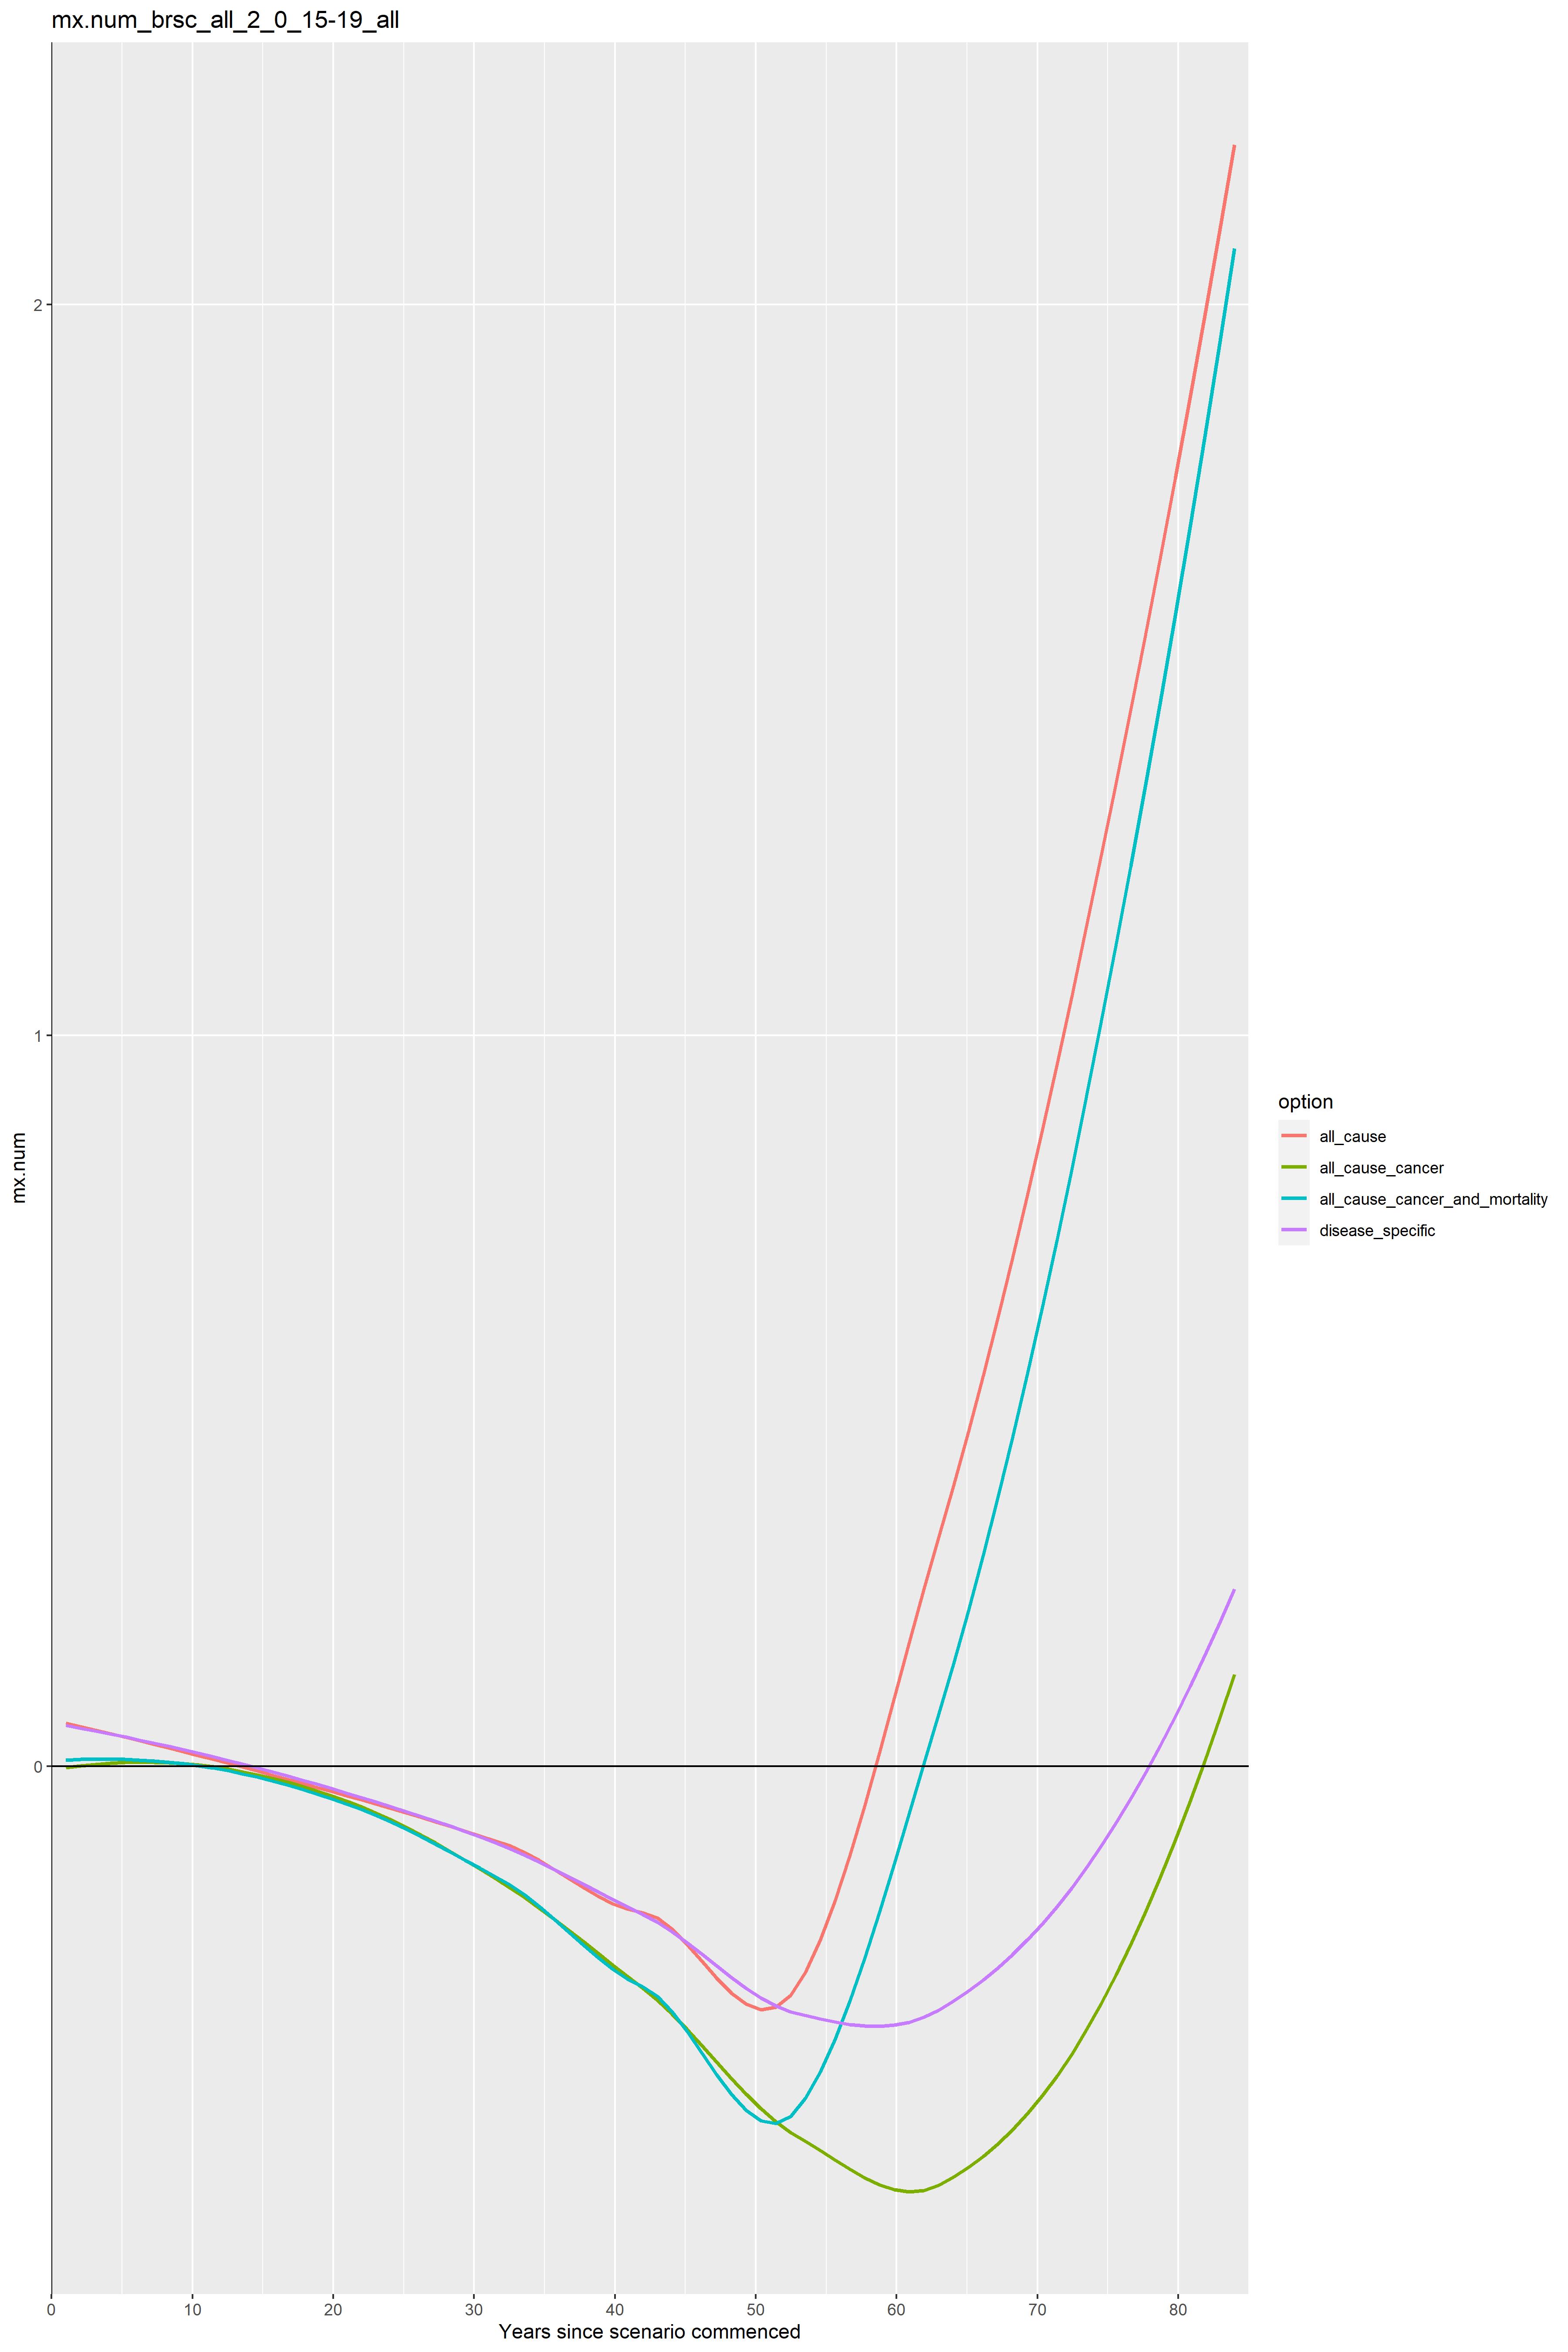 mx.num_brsc_all_2_0_15-19_all
2
1
0
mx.num
0 10 20 30 40 50 60 70 80
Years since scenario commenced
option
all_cause
all_cause_cancer
all_cause_cancer_and_mortality
disease_specific